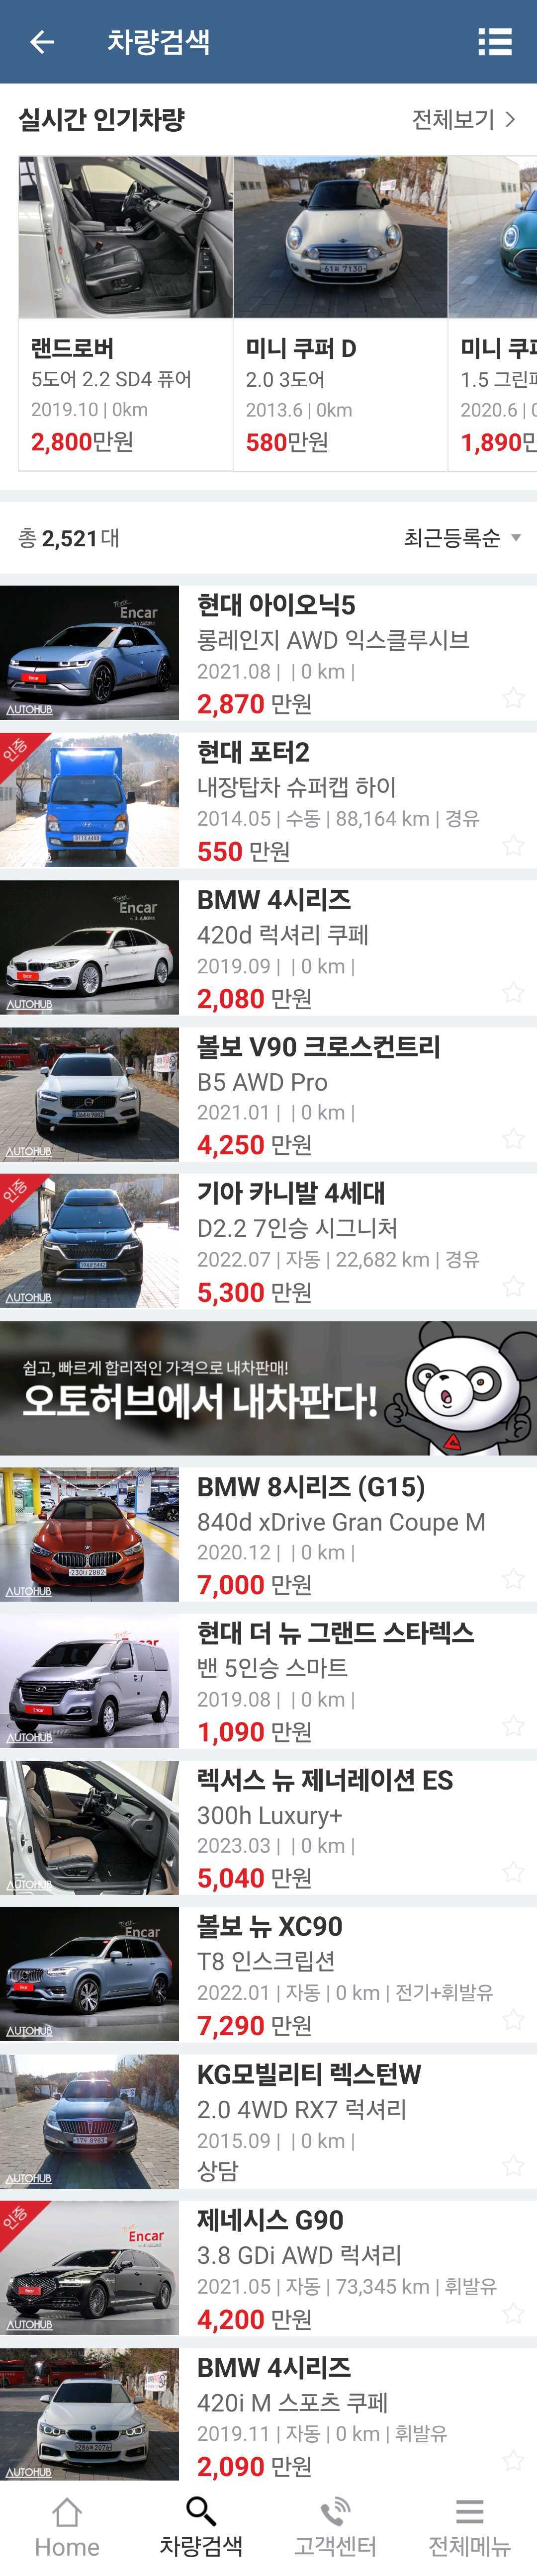 차량검색
실시간 인기차량
전체보기 >
랜드로버
5도어 2.2 SD4 퓨어
2019.10 | 0km
2,800만원
미니 쿠퍼 D
2.0 3도어
2013.6 | 0km
580만원
미니 쿠퍼
1.5 그린
2020.6 |
1,890만
총 2,521대
최근등록순
Encar
AUTOHUB
현대 아이오닉5
롱레인지 AWD 익스클루시브
2021.08 | | 0 km |
2,870 만원
인증
현대 포터2
내장탑차 슈퍼캡 하이
2014.05 | 수동 | 88,164 km | 경유
550 만원
Encar
AUTOHUB
BMW 4시리즈
420d 럭셔리 쿠페
2019.09 | | 0 km |
2,080 만원
AUTOHUB
볼보 V90 크로스컨트리
B5 AWD Pro
2021.01 | | 0 km |
4,250 만원
인증
AUTOHUB
기아 카니발 4세대
D2.2 7인승 시그니처
2022.07 | 자동 | 22,682 km | 경유
5,300 만원
쉽고, 빠르게 합리적인 가격으로 내차판매!
오토허브에서 내차판다!
AUTOHUB
BMW 8시리즈 (G15)
840d xDrive Gran Coupe M
2020.12 | | 0 km |
7,000 만원
AUTOHUB
현대 더 뉴 그랜드 스타렉스
밴 5인승 스마트
2019.08 | | 0 km |
1,090 만원
AUTOHUB
렉서스 뉴 제너레이션 ES
300h Luxury+
2023.03 | | 0 km |
5,040 만원
Encar
AUTOHUB
볼보 뉴 XC90
T8 인스크립션
2022.01 | 자동 | 0 km | 전기+휘발유
7,290 만원
AUTOHUB
KG모빌리티 렉스턴W
2.0 4WD RX7 럭셔리
2015.09 | | 0 km |
상담
인증
Encar
AUTOHUB
제네시스 G90
3.8 GDi AWD 럭셔리
2021.05 | 자동 | 73,345 km | 휘발유
4,200 만원
AUTOHUB
BMW 4시리즈
420i M 스포츠 쿠페
2019.11 | 자동 | 0 km | 휘발유
2,090 만원
Home
차량검색
고객센터
전체메뉴